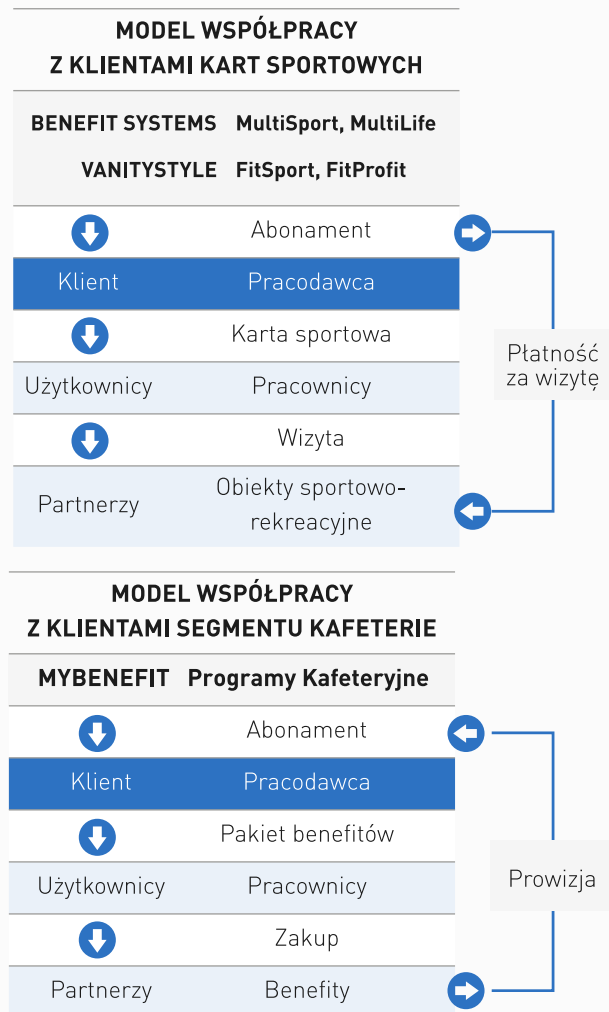 MODEL WSPÓŁPRACY
Z KLIENTAMI KART SPORTOWYCH
BENEFIT SYSTEMS MultiSport, MultiLife
VANITYSTYLE FitSport, FitProfit
Abonament
Klient Pracodawca
Karta sportowa
Płatność
za wizytę
Użytkownicy Pracownicy
Wizyta
Partnerzy Obiekty sportowo-
rekreacyjne
MODEL WSPÓŁPRACY
Z KLIENTAMI SEGMENTU KAFETERIE
MYBENEFIT Programy Kafeteryjne
Abonament
Klient Pracodawca
Pakiet benefitów
Użytkownicy Pracownicy
Prowizja
Zakup
Partnerzy Benefity